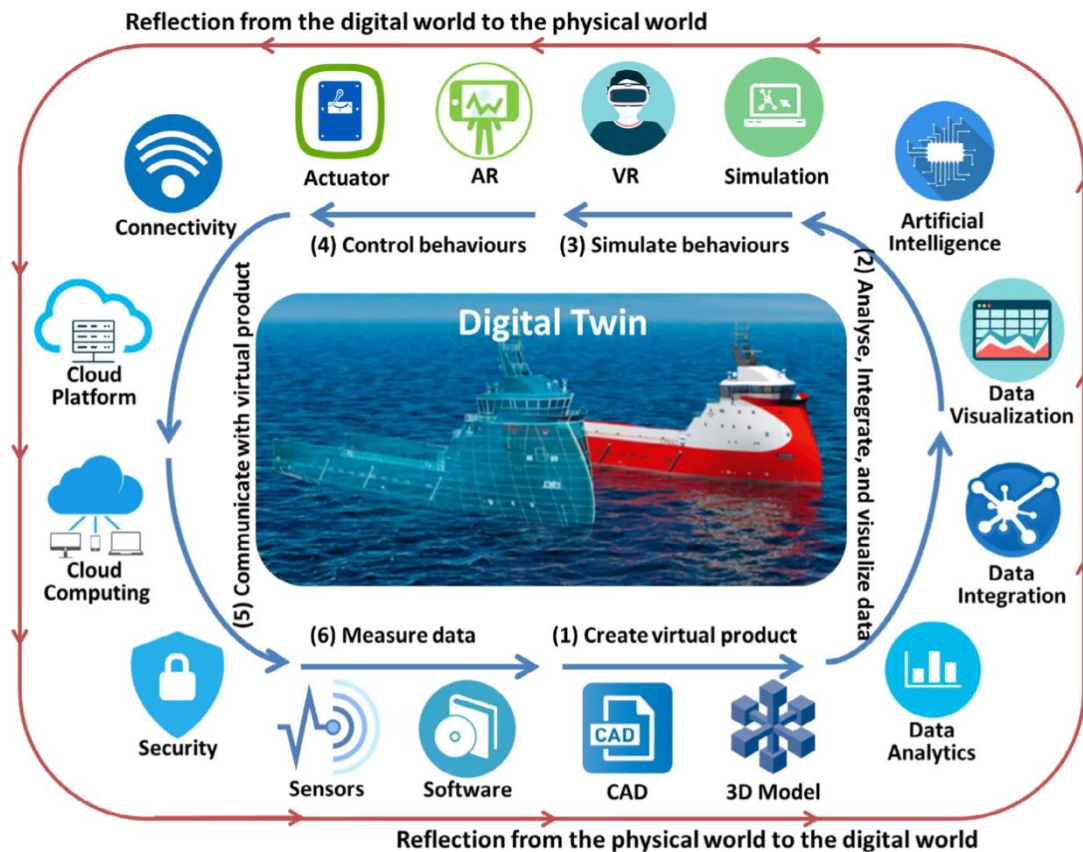 Reflection from the digital world to the physical world
Actuator
AR
VR
Simulation
Connectivity
Artificial
Intelligence
(4) Control behaviours
(3) Simulate behaviours
(2) Analyse, Integrate, and visualize data
(5) Communicate with virtual product
Digital Twin
Cloud
Platform
Data
Visualization
Cloud
Computing
Data
Integration
(6) Measure data
(1) Create virtual product
Security
Sensors
Software
CAD
CAD
3D Model
Data
Analytics
Reflection from the physical world to the digital world